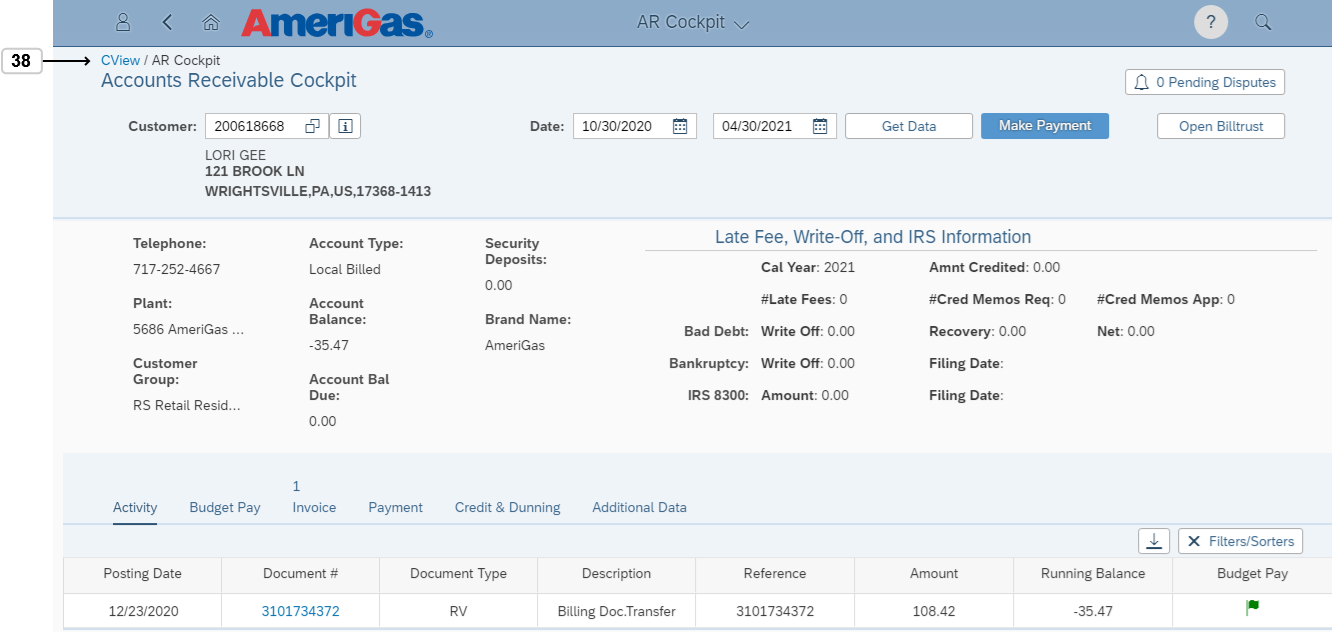 AmeriGas
AR Cockpit
?
38
CView / AR Cockpit
Accounts Receivable Cockpit
0 Pending Disputes
Customer: 200618668
Date: 10/30/2020 04/30/2021 Get Data Make Payment Open Billtrust
LORI GEE
121 BROOK LN
WRIGHTSVILLE,PA,US,17368-1413
Telephone:
717-252-4667
Plant:
5686 AmeriGas ...
Customer
Group:
RS Retail Resid...
Account Type:
Local Billed
Account
Balance:
-35.47
Account Bal
Due:
0.00
Security
Deposits:
0.00
Brand Name:
AmeriGas
Late Fee, Write-Off, and IRS Information
Cal Year: 2021 Amnt Credited: 0.00
#Late Fees: 0 #Cred Memos Req: 0 #Cred Memos App: 0
Bad Debt: Write Off: 0.00 Recovery: 0.00 Net: 0.00
Bankruptcy: Write Off: 0.00 Filing Date:
IRS 8300: Amount: 0.00 Filing Date:
1
Activity Budget Pay Invoice Payment Credit & Dunning Additional Data
Filters/Sorters
Posting Date Document # Document Type Description Reference Amount Running Balance Budget Pay
12/23/2020 3101734372 RV Billing Doc.Transfer 3101734372 108.42 -35.47